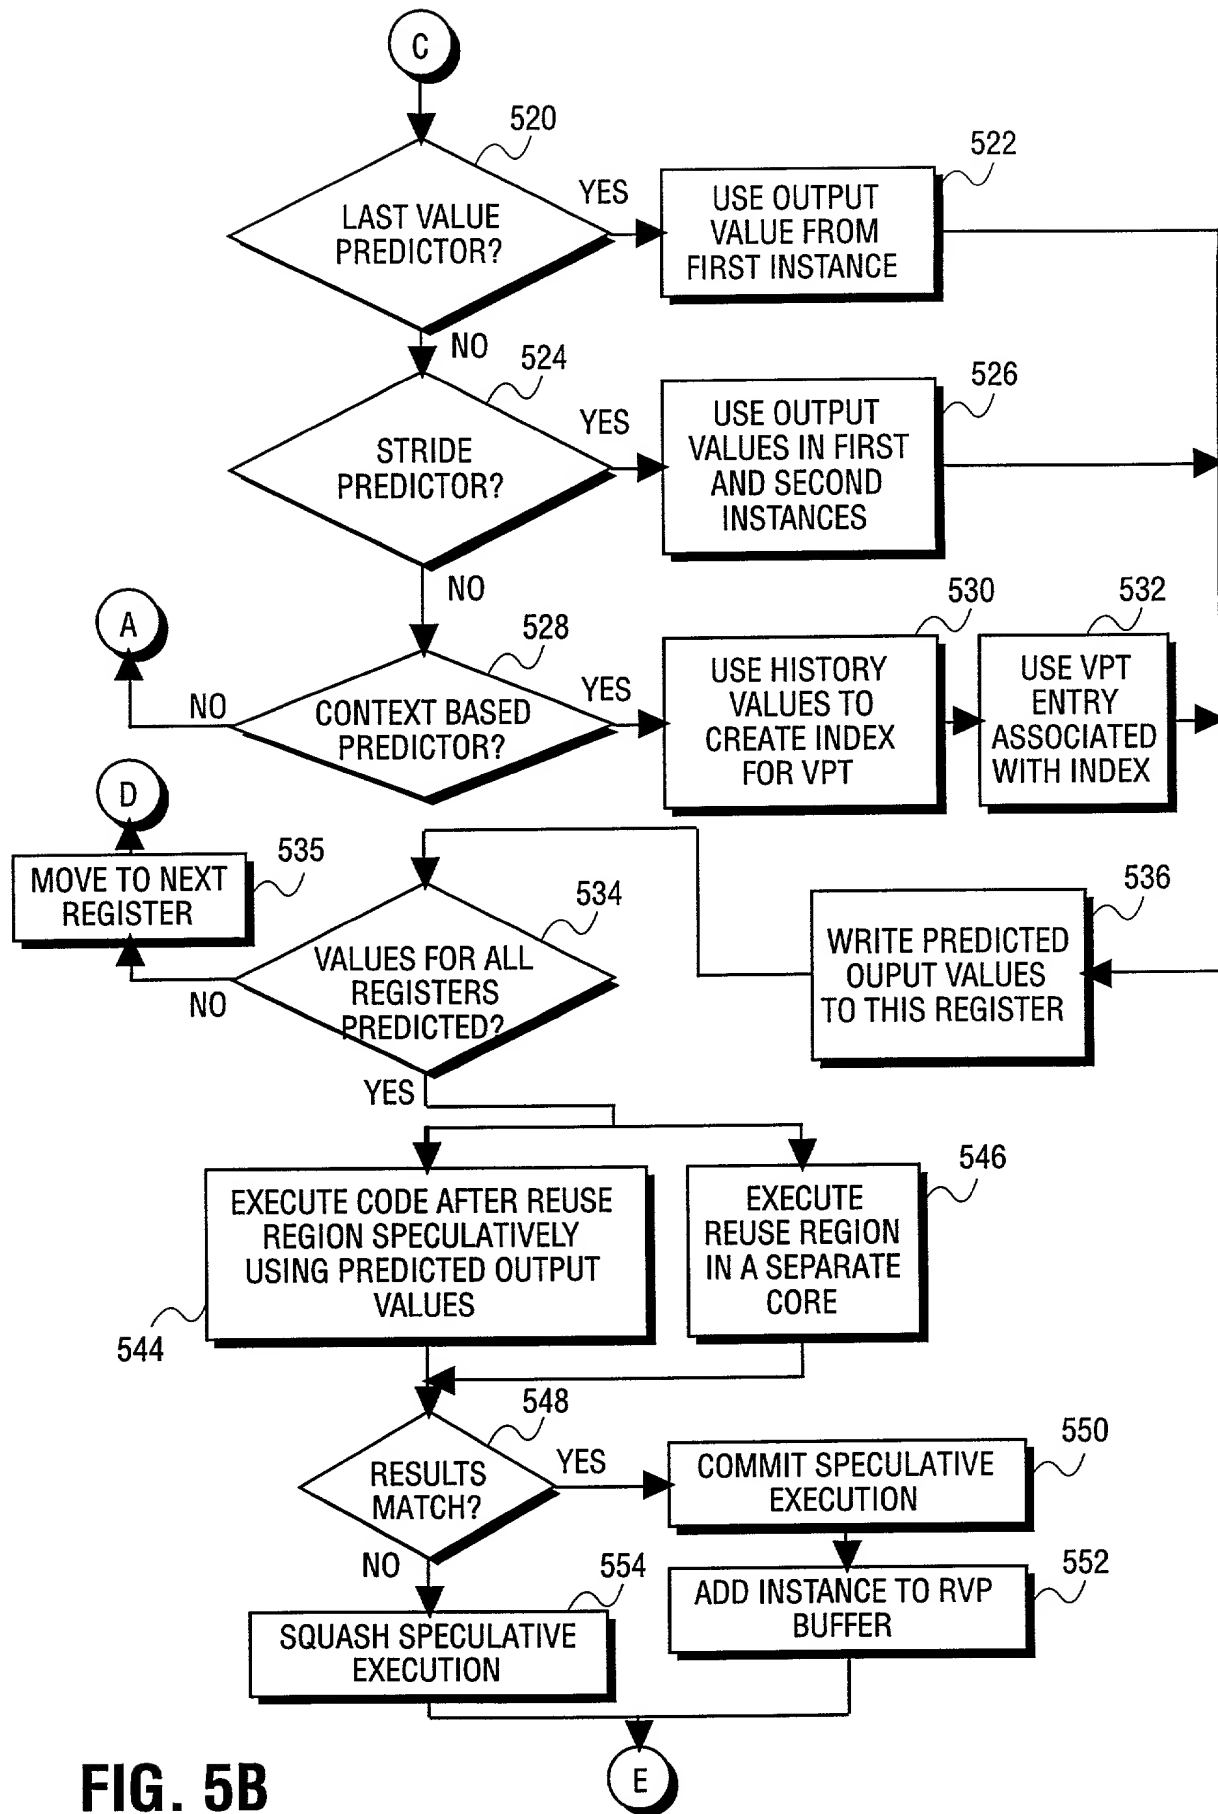 C
520
LAST VALUE
PREDICTOR?
YES
522
USE OUTPUT
VALUE FROM
FIRST INSTANCE
NO
524
STRIDE
PREDICTOR?
YES
526
USE OUTPUT
VALUES IN FIRST
AND SECOND
INSTANCES
NO
A
NO
528
CONTEXT BASED
PREDICTOR?
YES
530
USE HISTORY
VALUES TO
CREATE INDEX
FOR VPT
532
USE VPT
ENTRY
ASSOCIATED
WITH INDEX
D
535
MOVE TO NEXT
REGISTER
NO
534
VALUES FOR ALL
REGISTERS
PREDICTED?
536
WRITE PREDICTED
OUPUT VALUES
TO THIS REGISTER
YES
EXECUTE CODE AFTER REUSE
REGION SPECULATIVELY
USING PREDICTED OUTPUT
VALUES
544
546
EXECUTE
REUSE REGION
IN A SEPARATE
CORE
548
RESULTS
MATCH?
YES
550
COMMIT SPECULATIVE
EXECUTION
552
ADD INSTANCE TO RVP
BUFFER
NO
554
SQUASH SPECULATIVE
EXECUTION
E
FIG. 5B